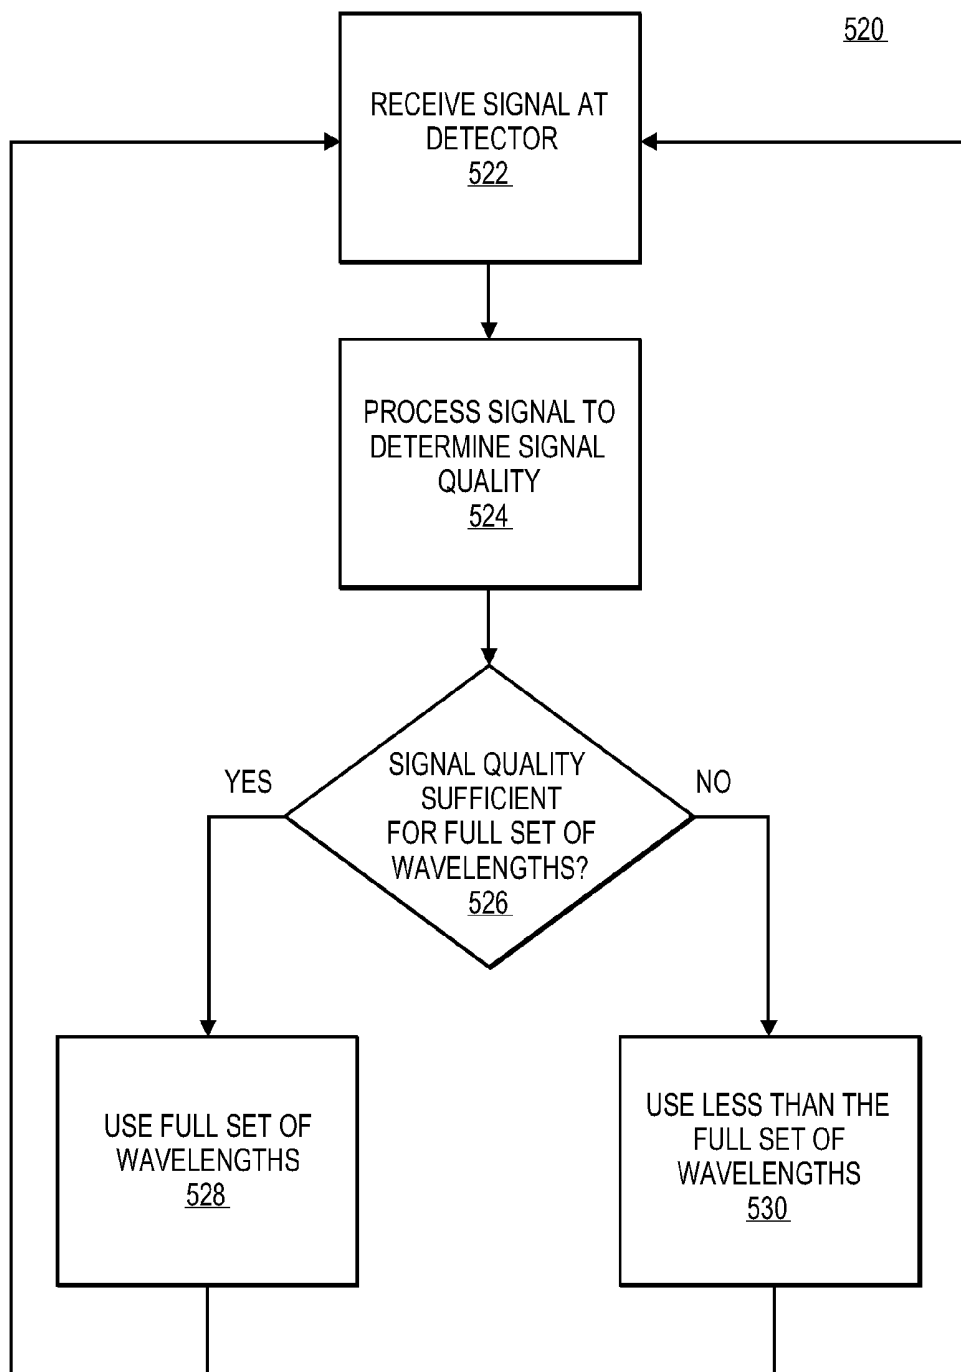 520
RECEIVE SIGNAL AT
DETECTOR
522
PROCESS SIGNAL TO
DETERMINE SIGNAL
QUALITY
524
SIGNAL QUALITY
SUFFICIENT
FOR FULL SET OF
WAVELENGTHS?
526
YES
NO
USE FULL SET OF
WAVELENGTHS
528
USE LESS THAN THE
FULL SET OF
WAVELENGTHS
530